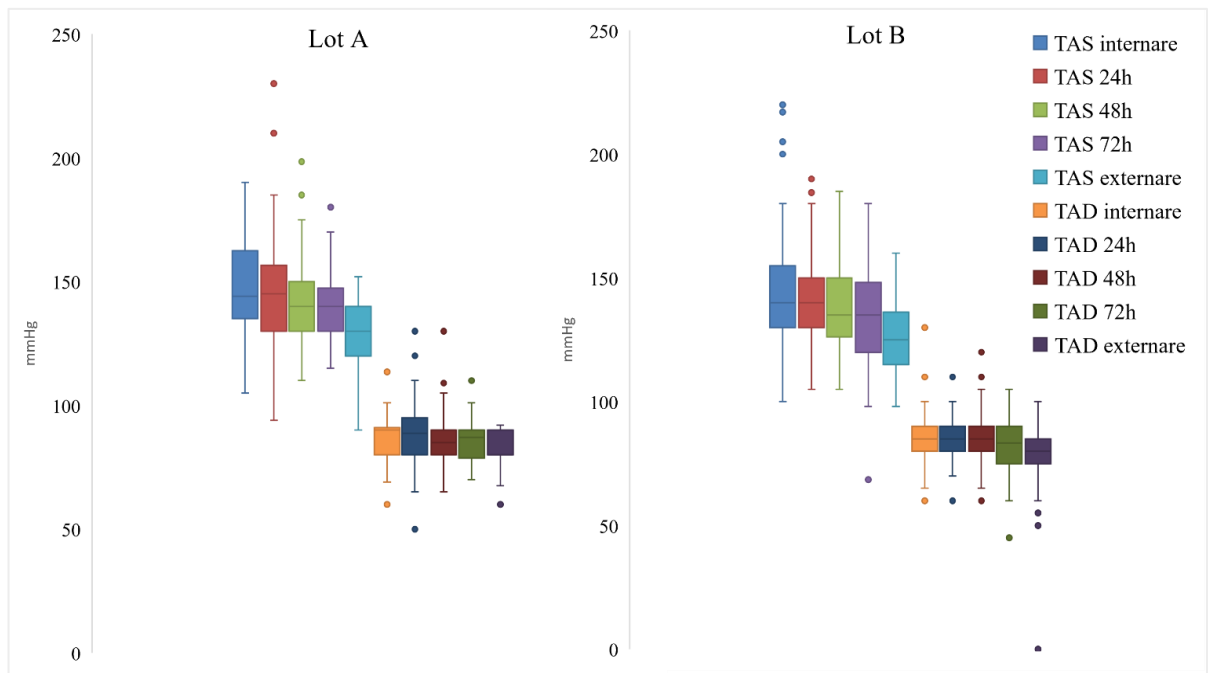 Lot A
250
200
150
100
50
0
mmHg
Lot B
250
200
150
100
50
0
mmHg
TAS internare
TAS 24h
TAS 48h
TAS 72h
TAS externare
TAD internare
TAD 24h
TAD 48h
TAD 72h
TAD externare